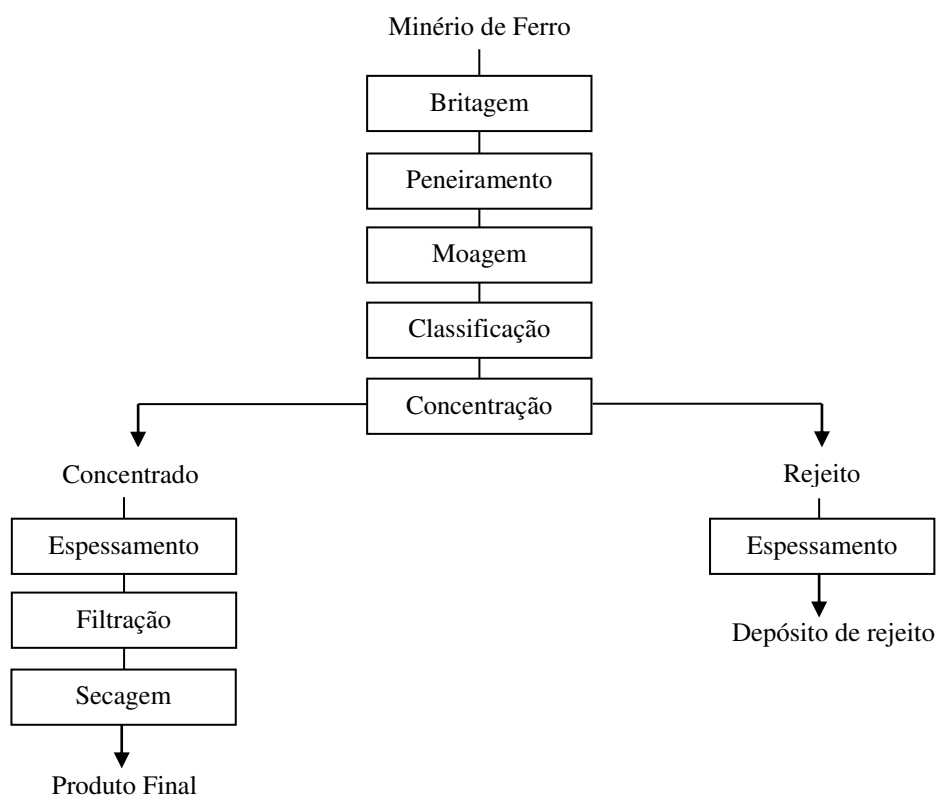 Minério de Ferro
Britagem
Peneiramento
Moagem
Classificação
Concentração
Concentrado
Rejeito
Espessamento
Espessamento
Filtração
Depósito de rejeito
Secagem
Produto Final